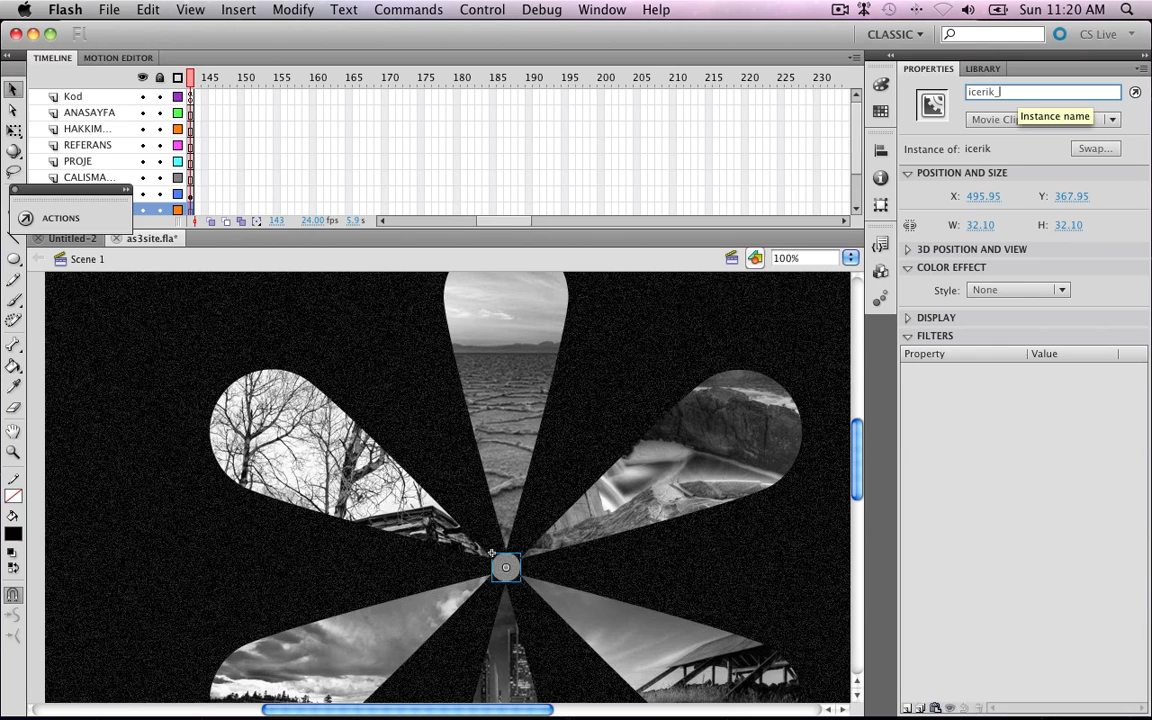 Flash File Edit View Insert Modify Text Commands Control Debug Window Help Sun 11:20 AM
Fl CLASSIC CS Live
TIMELINE MOTION EDITOR
PROPERTIES LIBRARY
145 150 155 160 165 170 175 180 185 190 195 200 205 210 215 220 225 230
icerik_
Kod
ANASAYFA
Instance name
Movie Cli
HAKKIM...
REFERANS
Instance of: icerik Swap...
PROJE
POSITION AND SIZE
CALISMA...
X: 495.95 Y: 367.95
ACTIONS
143 24.00 fps 5.9 s
W: 32.10 H: 32.10
Untitled-2 as3site.fla*
3D POSITION AND VIEW
Scene 1 100%
COLOR EFFECT
Style: None
DISPLAY
FILTERS
Property Value